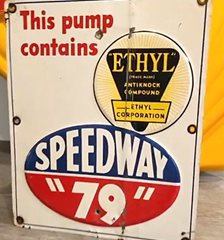 This pump
contains
"ETHYL"
TRADE MARK
ANTIKNOCK
COMPOUND
ETHYL
CORPORATION
SPEEDWAY
"79"